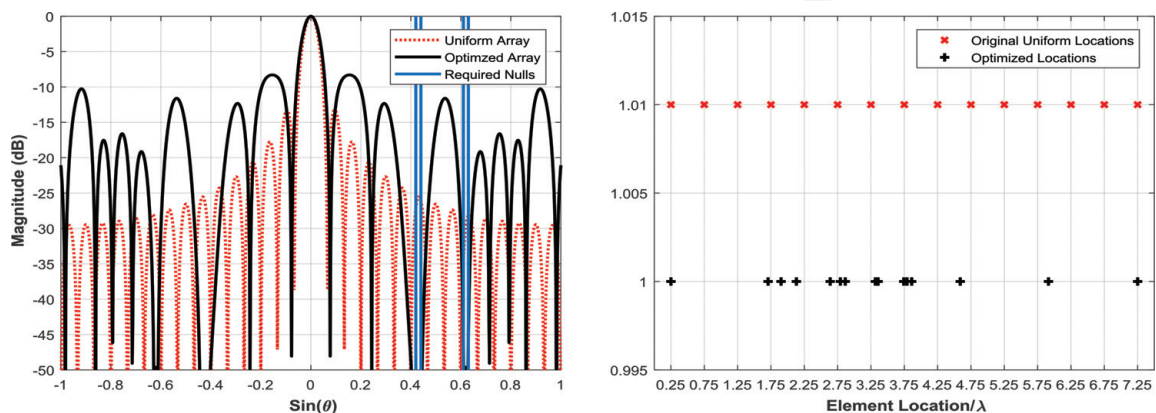 0
-5
-10
-15
-20
-25
-30
-35
-40
-45
-50
Magnitude (dB)
-1 -0.8 -0.6 -0.4 -0.2 0 0.2 0.4 0.6 0.8 1
Sin(θ)
Uniform Array
Optimzed Array
Required Nulls
1.015
1.01
1.005
1
0.995
Original Uniform Locations
Optimized Locations
0.25 0.75 1.25 1.75 2.25 2.75 3.25 3.75 4.25 4.75 5.25 5.75 6.25 6.75 7.25
Element Location/λ